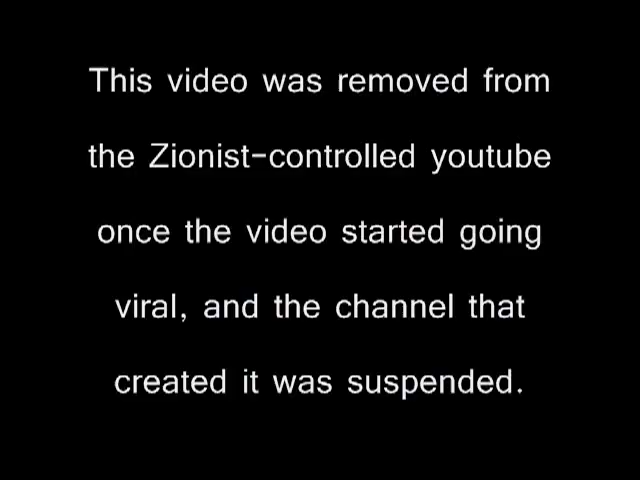 This video was removed from
the Zionist-controlled youtube
once the video started going
viral, and the channel that
created it was suspended.